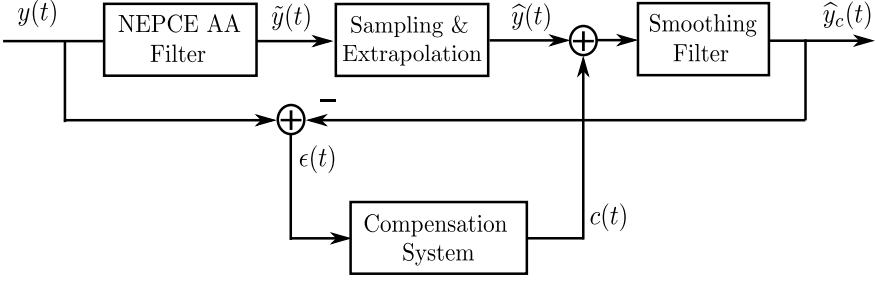 y(t)
NEPCE AA
Filter
ỹ(t)
Sampling &
Extrapolation
ŷ(t)
+
Smoothing
Filter
ŷ_c(t)
+
−
ϵ(t)
Compensation
System
c(t)